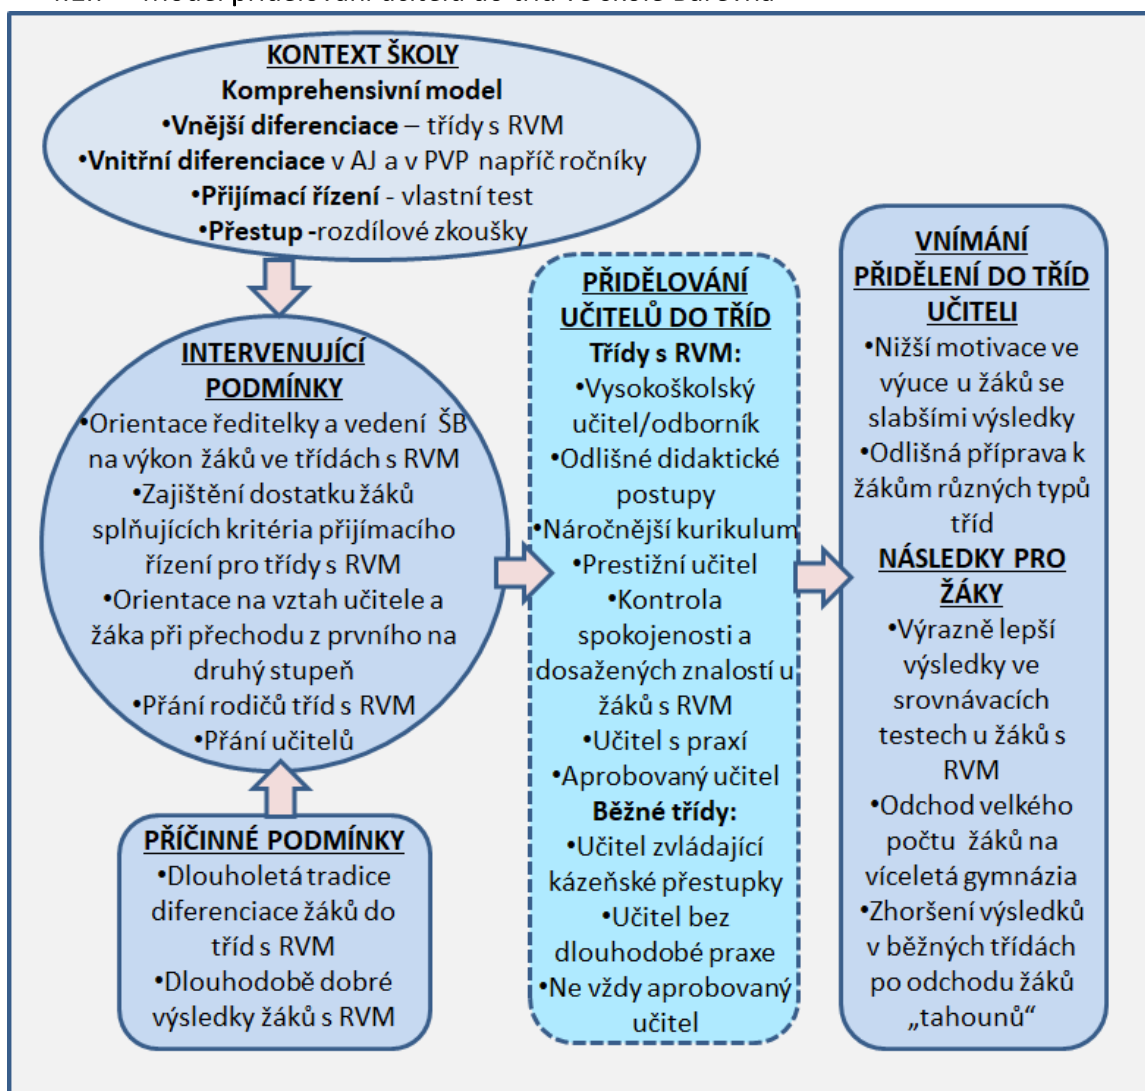 Model přidělování učitelů do tříd ve škole
KONTEXT ŠKOLY
Komprehensivní model
•Vnější diferenciace – třídy s RVM
•Vnitřní diferenciace v AJ a v PVP napříč ročníky
•Přijímací řízení - vlastní test
•Přestup -rozdílové zkoušky
INTERVENUJÍCÍ
PODMÍNKY
•Orientace ředitelky a vedení ŠB
na výkon žáků ve třídách s RVM
•Zajištění dostatku žáků
splňujících kritéria přijímacího
řízení pro třídy s RVM
•Orientace na vztah učitele a
žáka při přechodu z prvního na
druhý stupeň
•Přání rodičů tříd s RVM
•Přání učitelů
PŘÍČINNÉ PODMÍNKY
•Dlouholetá tradice
diferenciace žáků do
tříd s RVM
•Dlouhodobě dobré
výsledky žáků s RVM
PŘIDĚLOVÁNÍ
UČITELŮ DO TŘÍD
Třídy s RVM:
•Vysokoškolský
učitel/odborník
•Odlišné didaktické
postupy
•Náročnější kurikulum
•Prestižní učitel
•Kontrola
spokojenosti a
dosažených znalostí u
žáků s RVM
•Učitel s praxí
•Aprobovaný učitel
Běžné třídy:
•Učitel zvládající
kázeňské přestupky
•Učitel bez
dlouhodobé praxe
•Ne vždy aprobovaný
učitel
VNÍMÁNÍ
PŘIDĚLENÍ DO TŘÍD
UČITELI
•Nižší motivace ve
výuce u žáků se
slabšími výsledky
•Odlišná příprava k
žákům různých typů
tříd
NÁSLEDKY PRO
ŽÁKY
•Výrazně lepší
výsledky ve
srovnávacích
testech u žáků s
RVM
•Odchod velkého
počtu žáků na
víceletá gymnázia
•Zhoršení výsledků
v běžných třídách
po odchodu žáků
„tahounů“